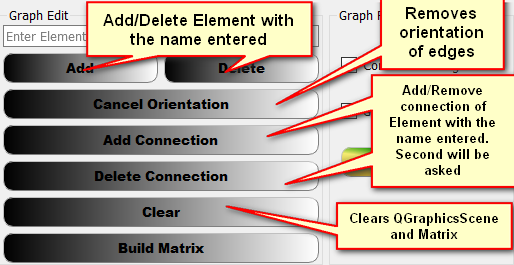 Graph Edit
Add/Delete Element with
the name entered
Enter Element
Add
Delete
Cancel Orientation
Add Connection
Delete Connection
Clear
Build Matrix
Graph
Removes
orientation
of edges
Add/Remove
connection of
Element with the
name entered.
Second will be
asked
Clears QGraphicsScene
and Matrix